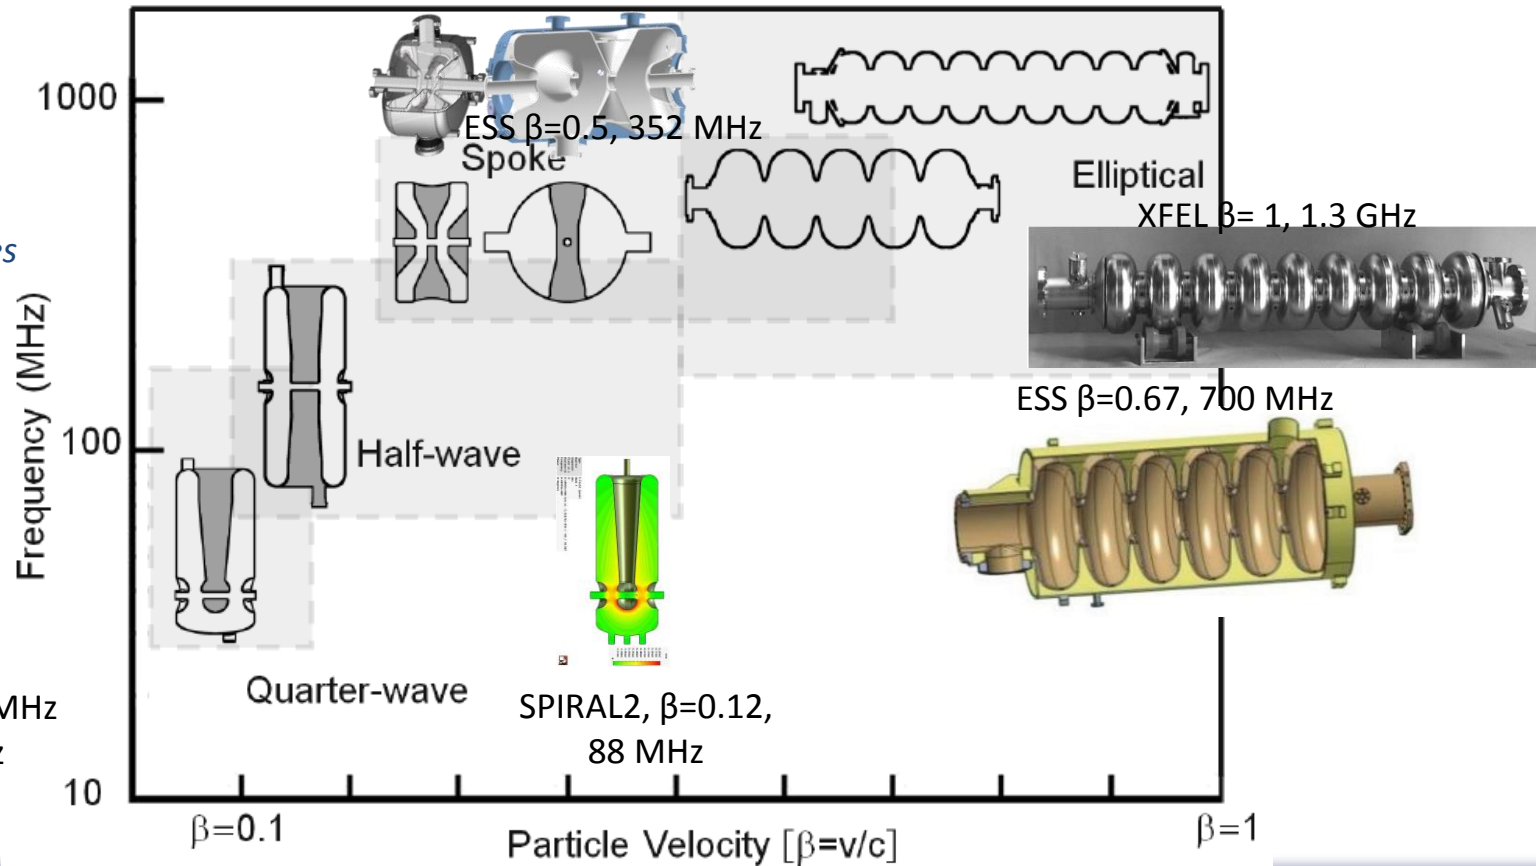 1000
ESS β=0.5, 352 MHz
Spoke
Elliptical
XFEL β= 1, 1.3 GHz
Frequency (MHz)
ESS β=0.67, 700 MHz
100
Half-wave
Quarter-wave
SPIRAL2, β=0.12,
88 MHz
MHz
10
β=0.1
Particle Velocity [β=v/c]
β=1